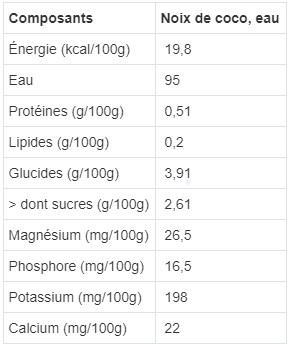 Composants Noix de coco, eau
Énergie (kcal/100g) 19,8
Eau 95
Protéines (g/100g) 0,51
Lipides (g/100g) 0,2
Glucides (g/100g) 3,91
> dont sucres (g/100g) 2,61
Magnésium (mg/100g) 26,5
Phosphore (mg/100g) 16,5
Potassium (mg/100g) 198
Calcium (mg/100g) 22